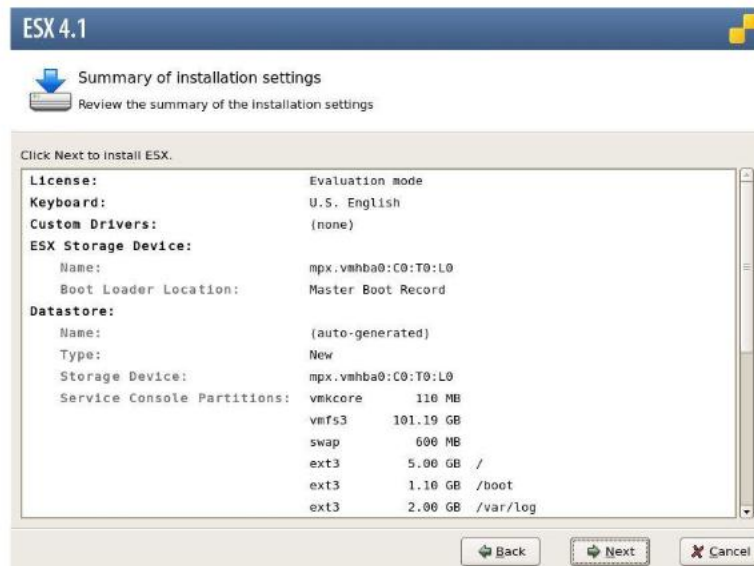 ESX 4.1
Summary of installation settings
Review the summary of the installation settings
Click Next to install ESX.
License: Evaluation mode
Keyboard: U.S. English
Custom Drivers: (none)
ESX Storage Device:
Name: mpx.vmhba0:C0:T0:L0
Boot Loader Location: Master Boot Record
Datastore:
Name: (auto-generated)
Type: New
Storage Device: mpx.vmhba0:C0:T0:L0
Service Console Partitions: vmkcore 110 MB
vmfs3 101.19 GB
swap 600 MB
ext3 5.00 GB /
ext3 1.10 GB /boot
ext3 2.00 GB /var/log
Back Next Cancel